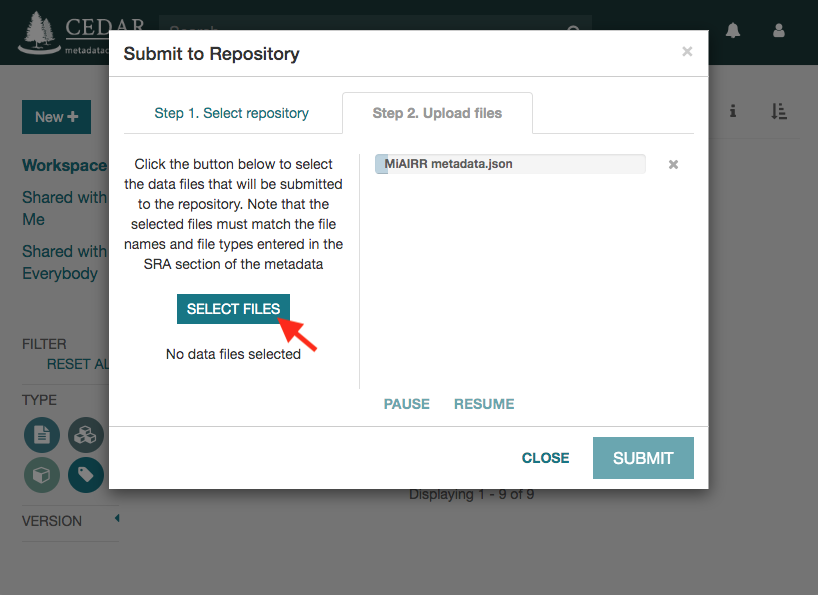 CEDAR
metadatac
Search
Submit to Repository
×
Step 1. Select repository
Step 2. Upload files
New +
Workspace
Shared with
Me
Shared with
Everybody
FILTER
RESET AL
TYPE
VERSION
Click the button below to select
the data files that will be submitted
to the repository. Note that the
selected files must match the file
names and file types entered in the
SRA section of the metadata
SELECT FILES
No data files selected
MiAIRR metadata.json
PAUSE
RESUME
CLOSE
SUBMIT
Displaying 1 - 9 of 9